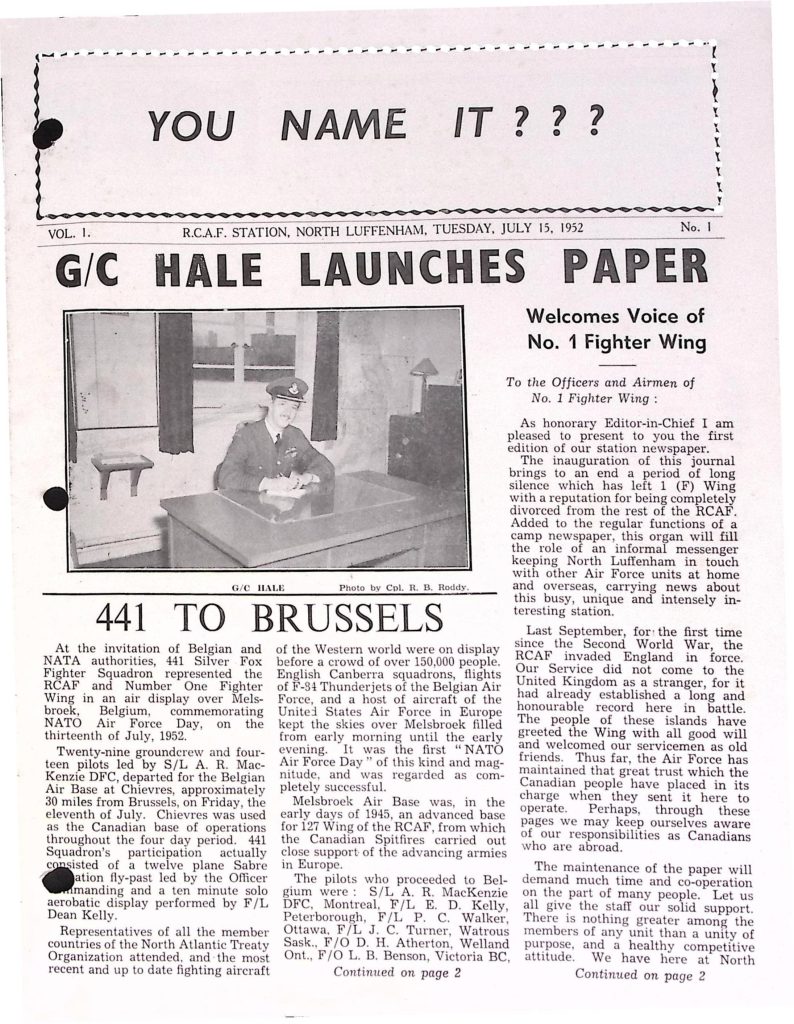 YOU NAME IT ? ? ?
VOL. 1.
R.C.A.F. STATION, NORTH LUFFENHAM, TUESDAY, JULY 15, 1952
No. 1
G/C HALE LAUNCHES PAPER
G/C HALE
Photo by Cpl. R. B. Roddy.
441 TO BRUSSELS
At the invitation of Belgian and
NATA authorities, 441 Silver Fox
Fighter Squadron represented the
RCAF and Number One Fighter
Wing in an air display over Mels-
broek, Belgium, commemorating
NATO Air Force Day, on the
thirteenth of July, 1952.
Twenty-nine groundcrew and four-
teen pilots led by S/L A. R. Mac-
Kenzie DFC, departed for the Belgian
Air Base at Chievres, approximately
30 miles from Brussels, on Friday, the
eleventh of July. Chievres was used
as the Canadian base of operations
throughout the four day period. 441
Squadron's participation actually
consisted of a twelve plane Sabre
ation fly-past led by the Officer
manding and a ten minute solo
aerobatic display performed by F/L
Dean Kelly.
Representatives of all the member
countries of the North Atlantic Treaty
Organization attended, and the most
recent and up to date fighting aircraft
of the Western world were on display
before a crowd of over 150,000 people.
English Canberra squadrons, flights
of F-84 Thunderjets of the Belgian Air
Force, and a host of aircraft of the
United States Air Force in Europe
kept the skies over Melsbroek filled
from early morning until the early
evening. It was the first "NATO
Air Force Day" of this kind and mag-
nitude, and was regarded as com-
pletely successful.
Melsbroek Air Base was, in the
early days of 1945, an advanced base
for 127 Wing of the RCAF, from which
the Canadian Spitfires carried out
close support of the advancing armies
in Europe.
The pilots who proceeded to Bel-
gium were : S/L A. R. MacKenzie
DFC, Montreal, F/L E. D. Kelly,
Peterborough, F/L P. C. Walker,
Ottawa, F/L J. C. Turner, Watrous
Sask., F/O D. H. Atherton, Welland
Ont., F/O L. B. Benson, Victoria BC,
Continued on page 2
Welcomes Voice of
No. 1 Fighter Wing
To the Officers and Airmen of
No. 1 Fighter Wing :
As honorary Editor-in-Chief I am
pleased to present to you the first
edition of our station newspaper.
The inauguration of this journal
brings to an end a period of long
silence which has left 1 (F) Wing
with a reputation for being completely
divorced from the rest of the RCAF.
Added to the regular functions of a
camp newspaper, this organ will fill
the role of an informal messenger
keeping North Luffenham in touch
with other Air Force units at home
and overseas, carrying news about
this busy, unique and intensely in-
teresting station.
Last September, for the first time
since the Second World War, the
RCAF invaded England in force.
Our Service did not come to the
United Kingdom as a stranger, for it
had already established a long and
honourable record here in battle.
The people of these islands have
greeted the Wing with all good will
and welcomed our servicemen as old
friends. Thus far, the Air Force has
maintained that great trust which the
Canadian people have placed in its
charge when they sent it here to
operate. Perhaps, through these
pages we may keep ourselves aware
of our responsibilities as Canadians
who are abroad.
The maintenance of the paper will
demand much time and co-operation
on the part of many people. Let us
all give the staff our solid support.
There is nothing greater among the
members of any unit than a unity of
purpose, and a healthy competitive
attitude. We have here at North
Continued on page 2